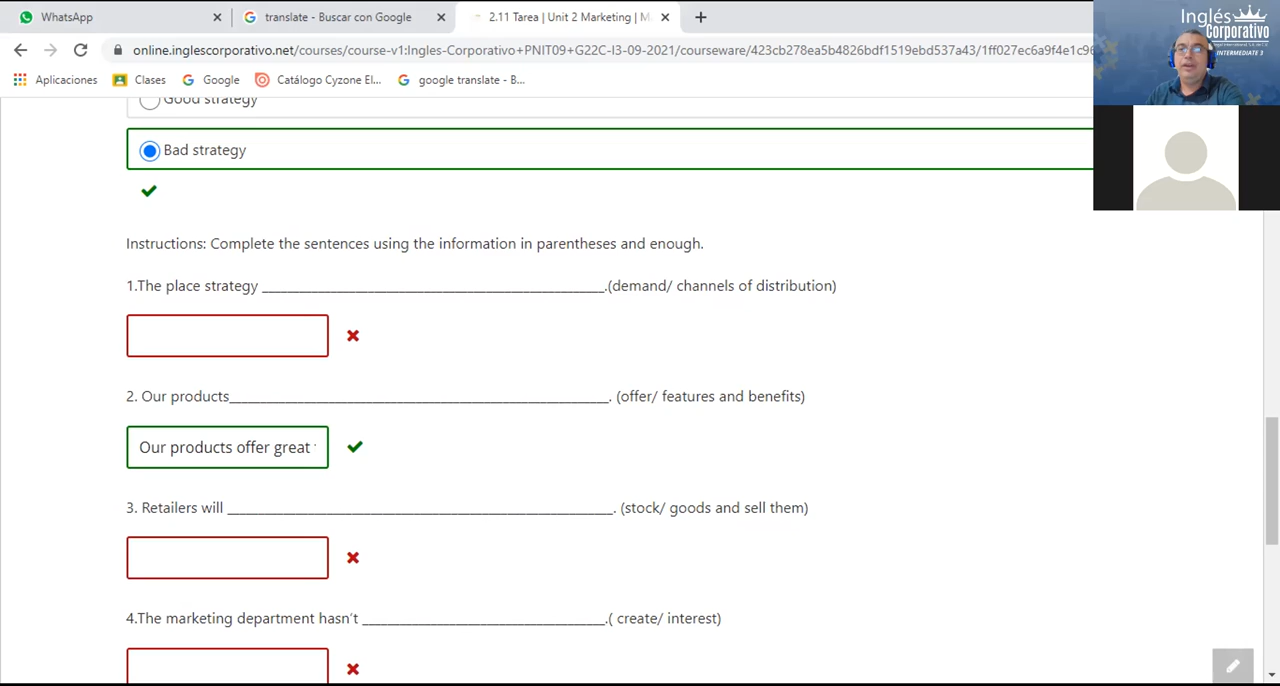 WhatsApp
translate - Buscar con Google
2.11 Tarea | Unit 2 Marketing | M
online.inglescorporativo.net/courses/course-v1:Ingles-Corporativo+PNIT09+G22C-I3-09-2021/courseware/423cb278ea5b4826bdf1519ebd537a43/1ff027ec6a9f4e1c96
Aplicaciones
Clases
Google
Catálogo Cyzone El...
google translate - B...
Inglés
Corporativo
INTERMEDIATE 3
Good strategy
Bad strategy
Instructions: Complete the sentences using the information in parentheses and enough.
1.The place strategy ________________________________________.(demand/ channels of distribution)
2. Our products____________________________________________. (offer/ features and benefits)
Our products offer great
3. Retailers will _____________________________________________. (stock/ goods and sell them)
4.The marketing department hasn't ____________________________.( create/ interest)